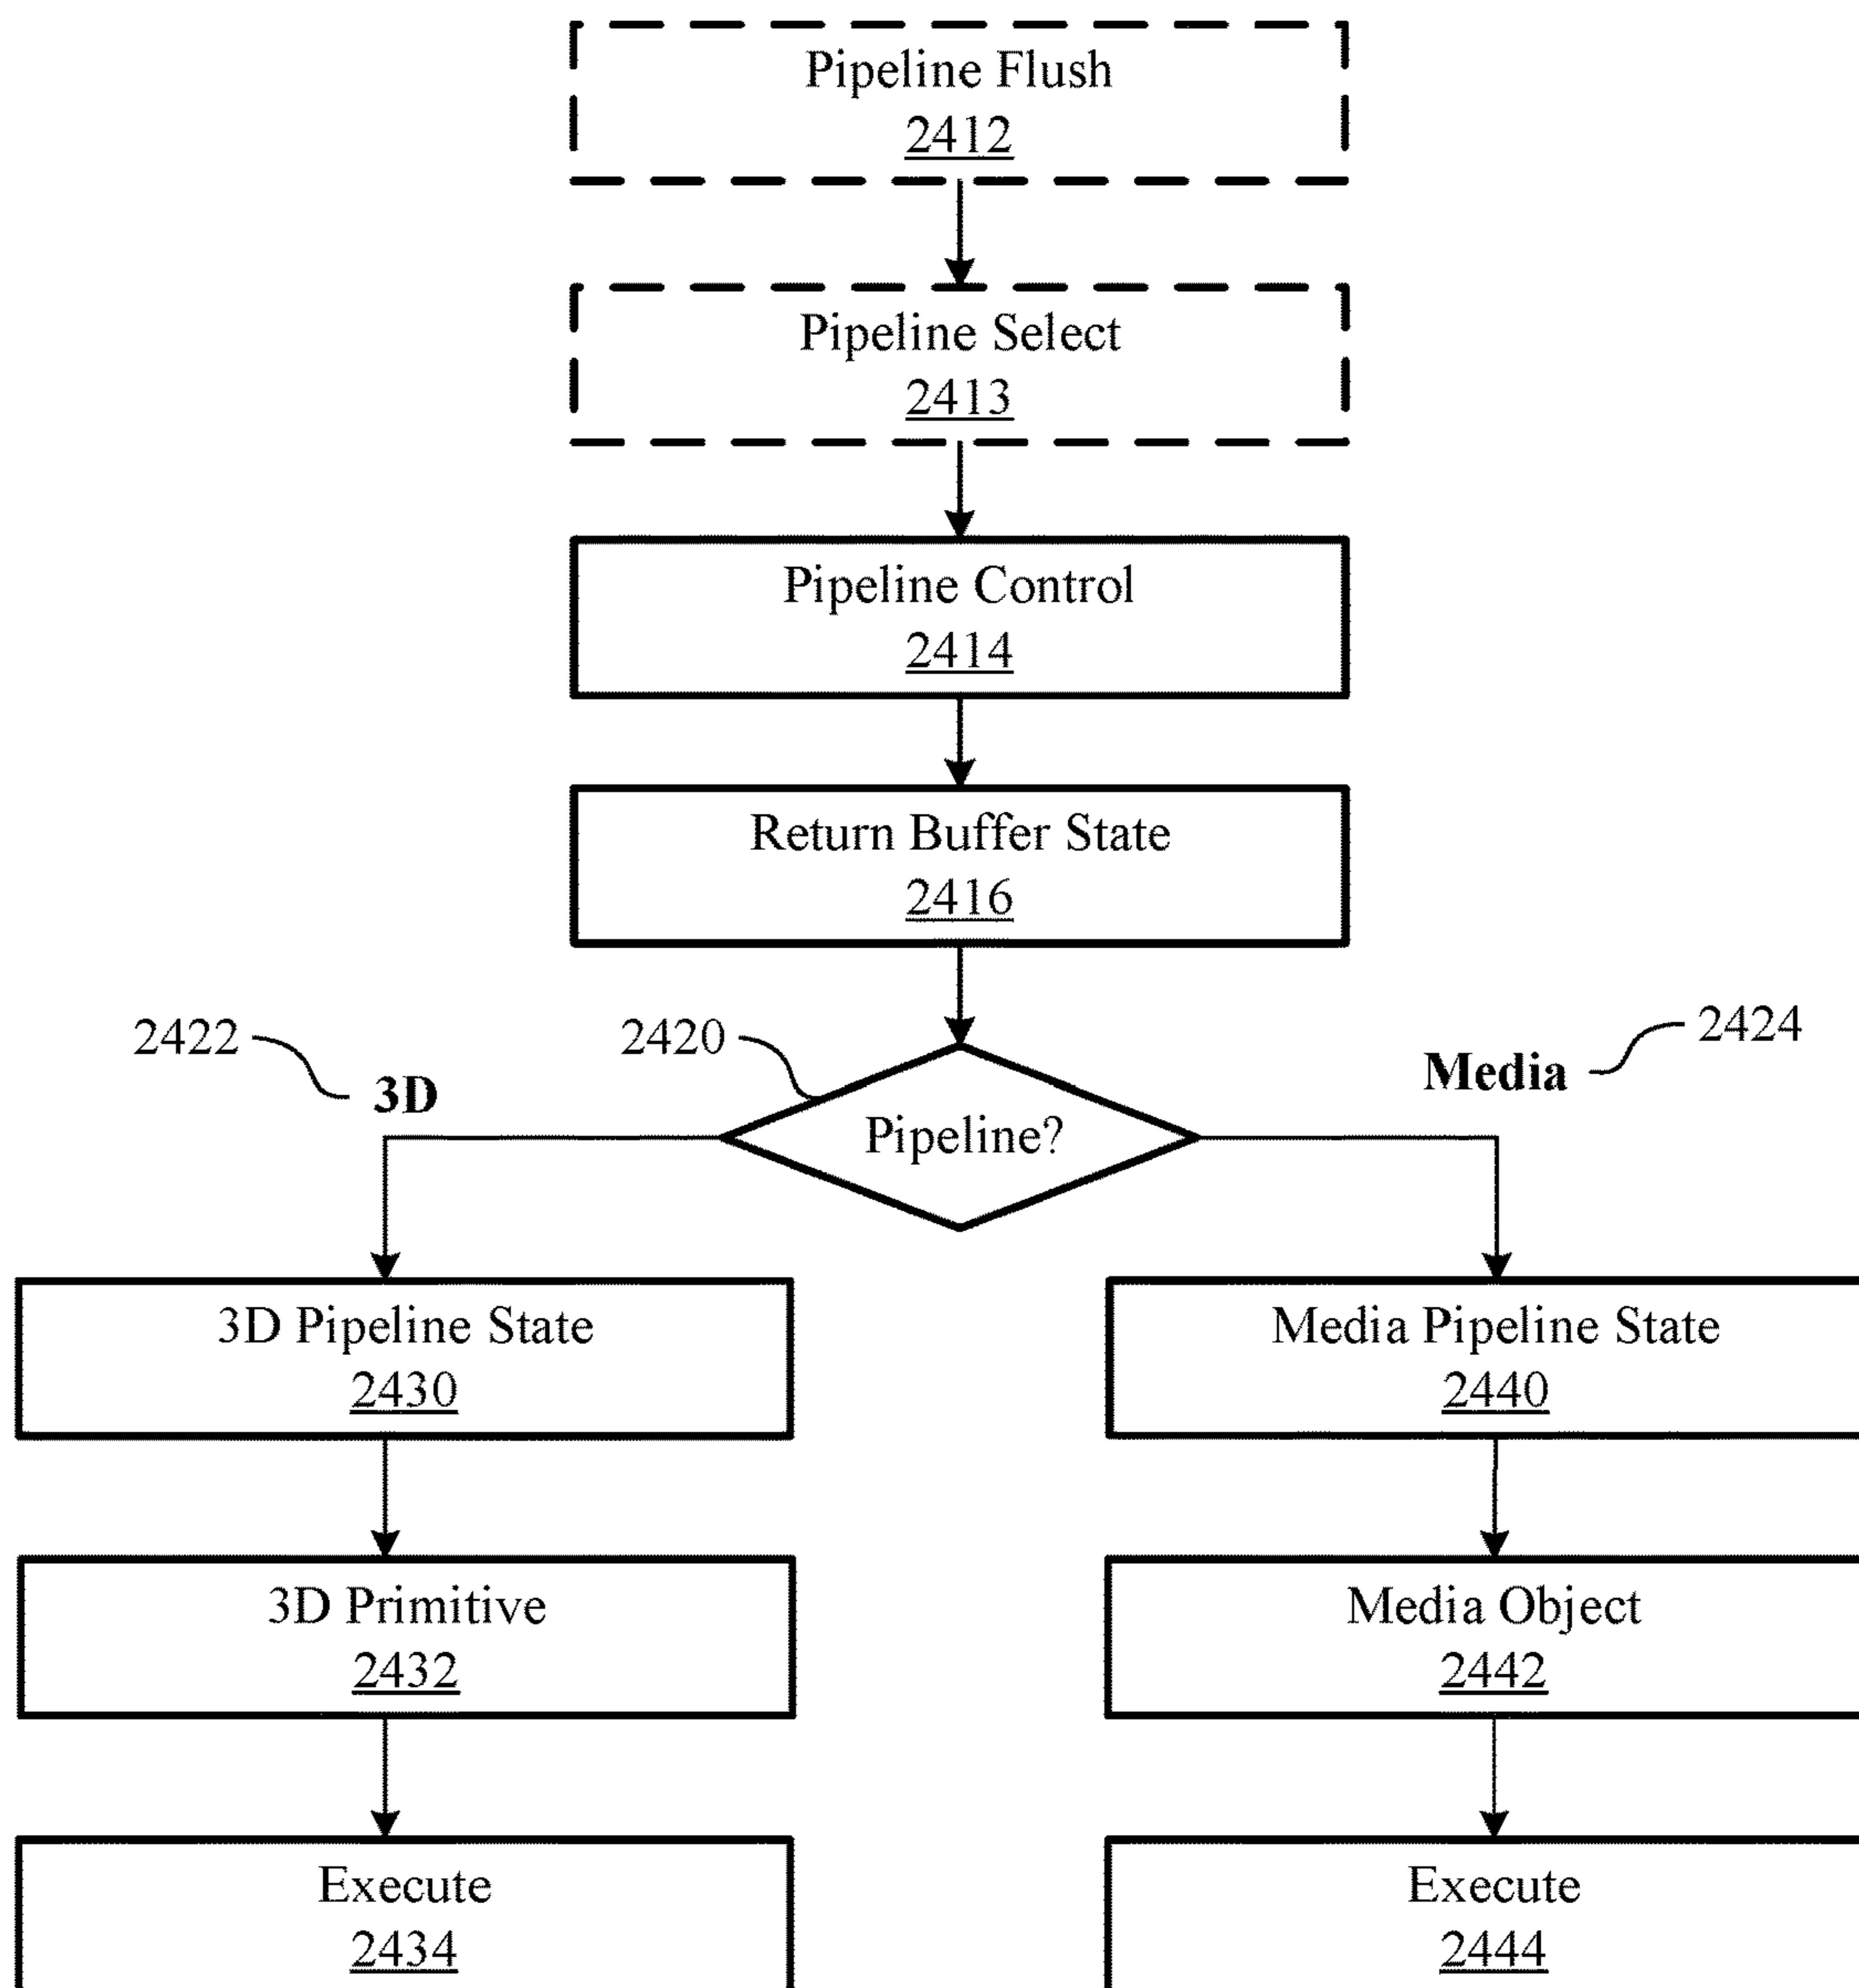 Pipeline Flush
2412
Pipeline Select
2413
Pipeline Control
2414
Return Buffer State
2416
2422
2420
2424
3D
Media
Pipeline?
3D Pipeline State
2430
Media Pipeline State
2440
3D Primitive
2432
Media Object
2442
Execute
2434
Execute
2444